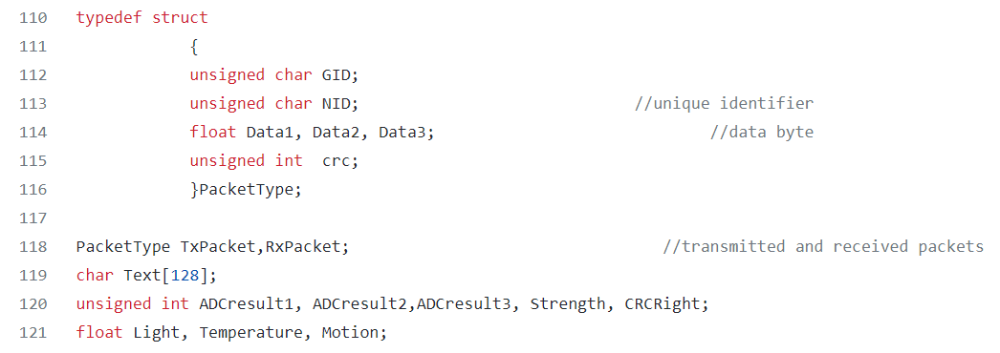 110 typedef struct
111 {
112 unsigned char GID;
113 unsigned char NID; //unique identifier
114 float Data1, Data2, Data3; //data byte
115 unsigned int  crc;
116 }PacketType;
117
118 PacketType TxPacket,RxPacket; //transmitted and received packets
119 char Text[128];
120 unsigned int ADCresult1, ADCresult2,ADCresult3, Strength, CRCRight;
121 float Light, Temperature, Motion;